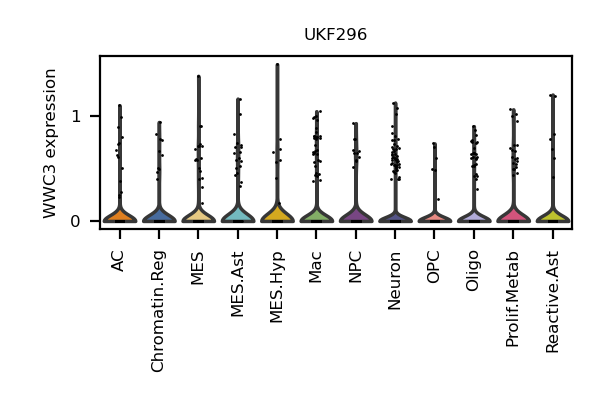 UKF296
WWC3 expression
1
0
AC
Chromatin.Reg
MES
MES.Ast
MES.Hyp
Mac
NPC
Neuron
OPC
Oligo
Prolif.Metab
Reactive.Ast